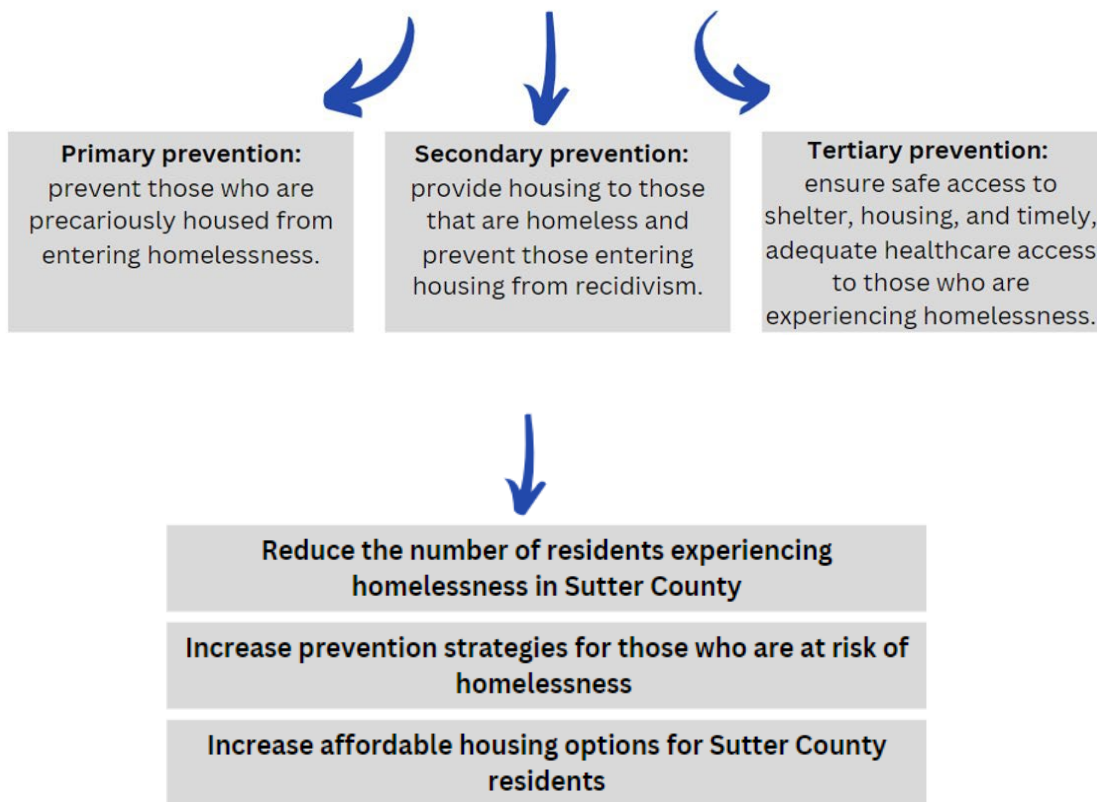 Primary prevention:
prevent those who are
precariously housed from
entering homelessness.
Secondary prevention:
provide housing to those
that are homeless and
prevent those entering
housing from recidivism.
Tertiary prevention:
ensure safe access to
shelter, housing, and timely,
adequate healthcare access
to those who are
experiencing homelessness.
Reduce the number of residents experiencing
homelessness in Sutter County
Increase prevention strategies for those who are at risk of
homelessness
Increase affordable housing options for Sutter County
residents